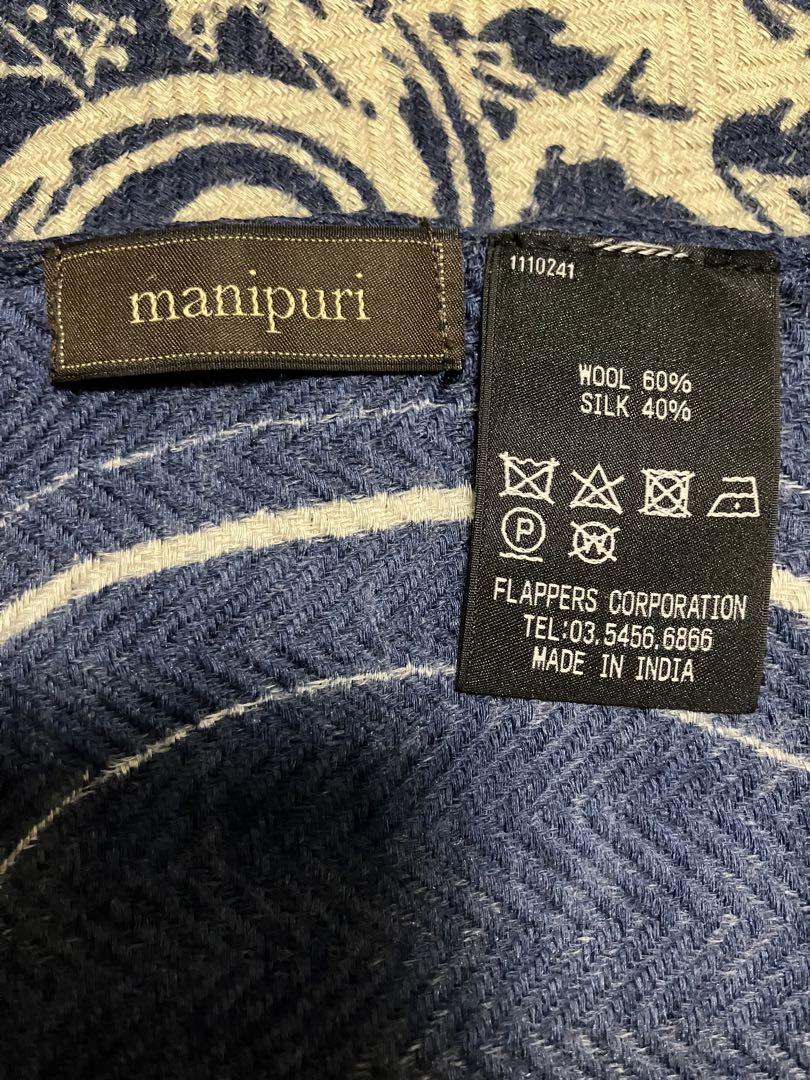 manipuri
1110241
WOOL 60%
SILK 40%
P
W
FLAPPERS CORPORATION
TEL:03.5456.6866
MADE IN INDIA